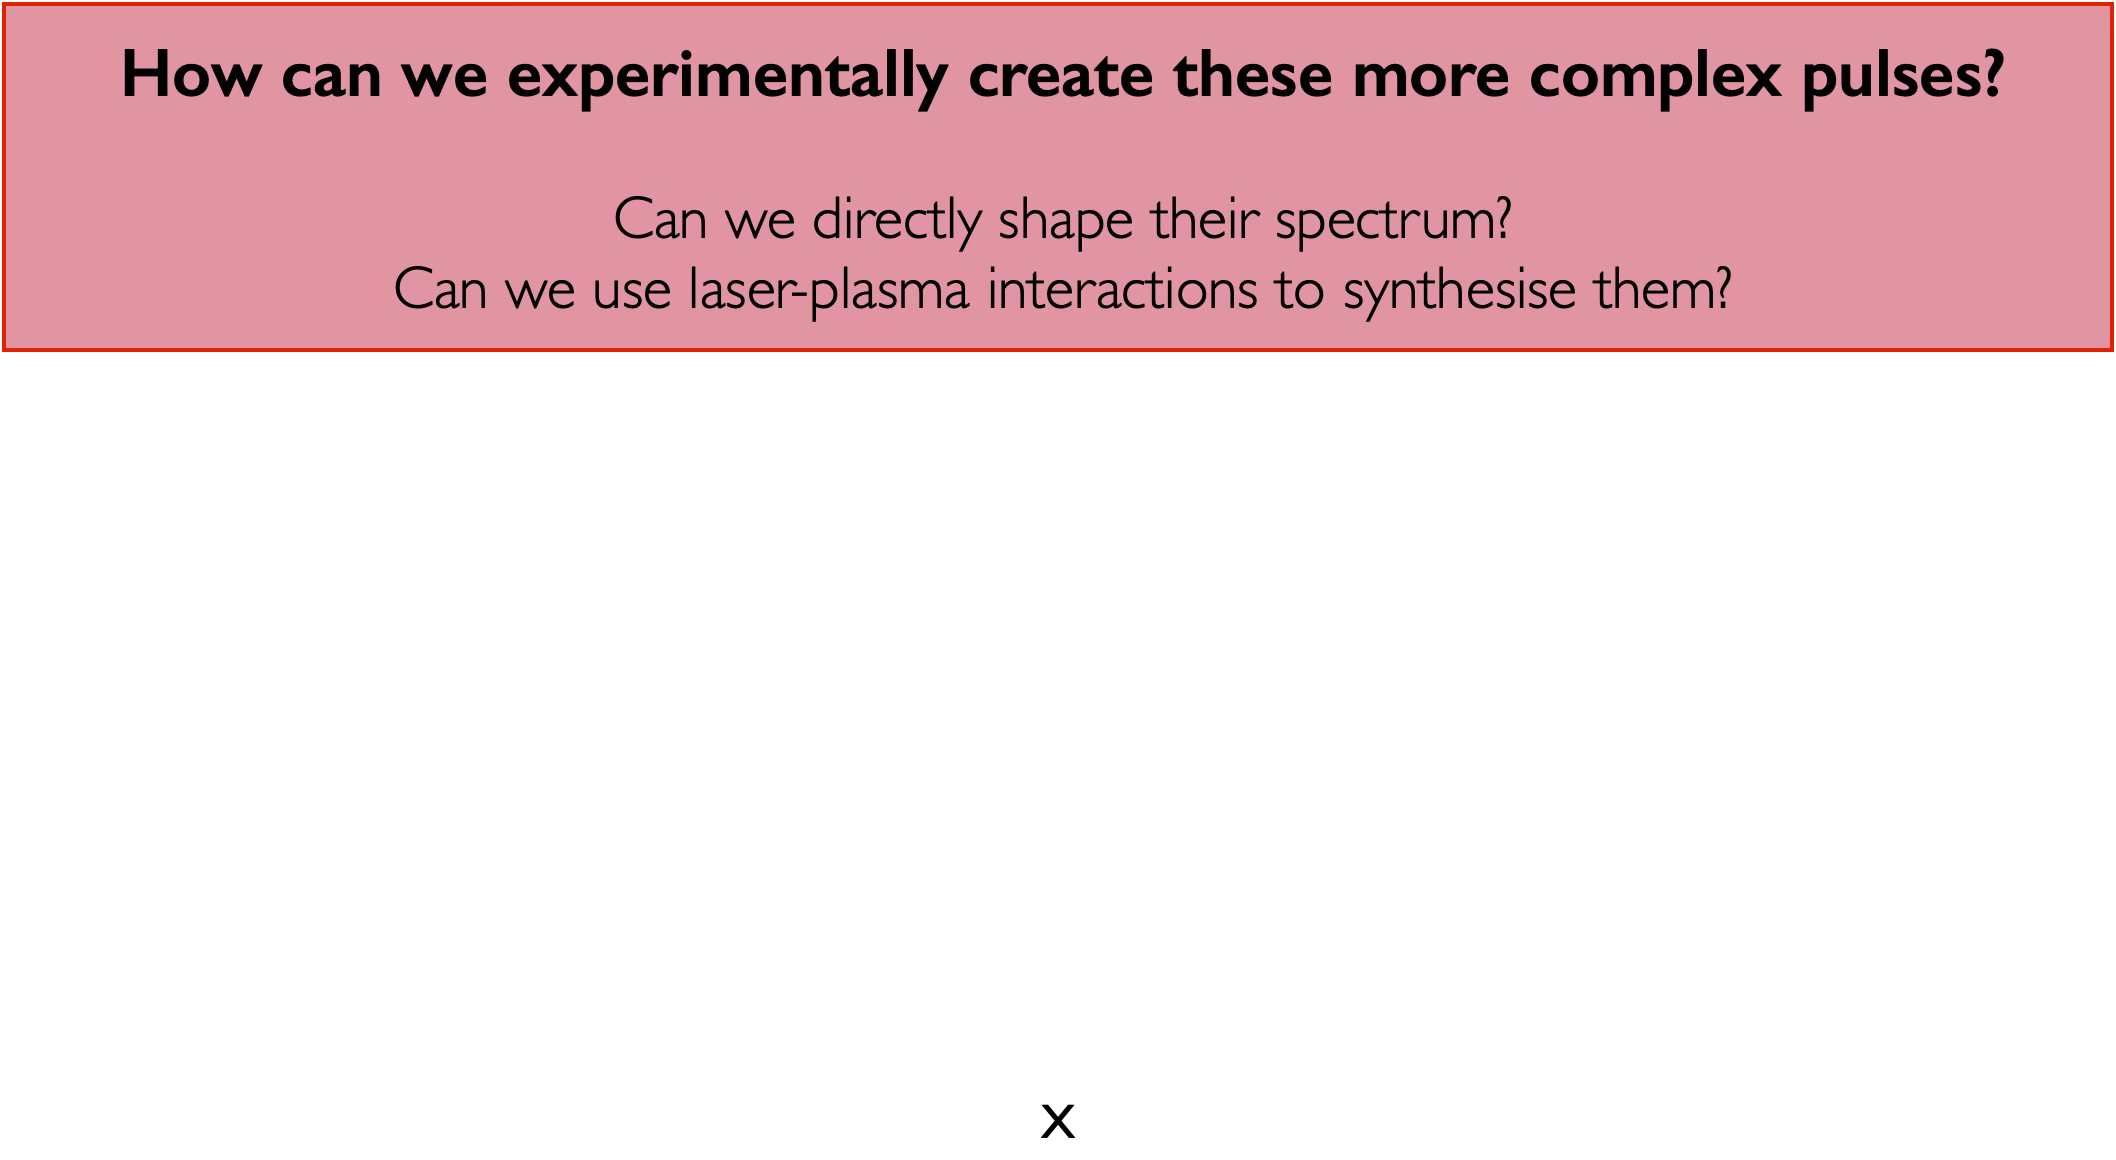 How can we experimentally create these more complex pulses?
Can we directly shape their spectrum?
Can we use laser-plasma interactions to synthesise them?
x